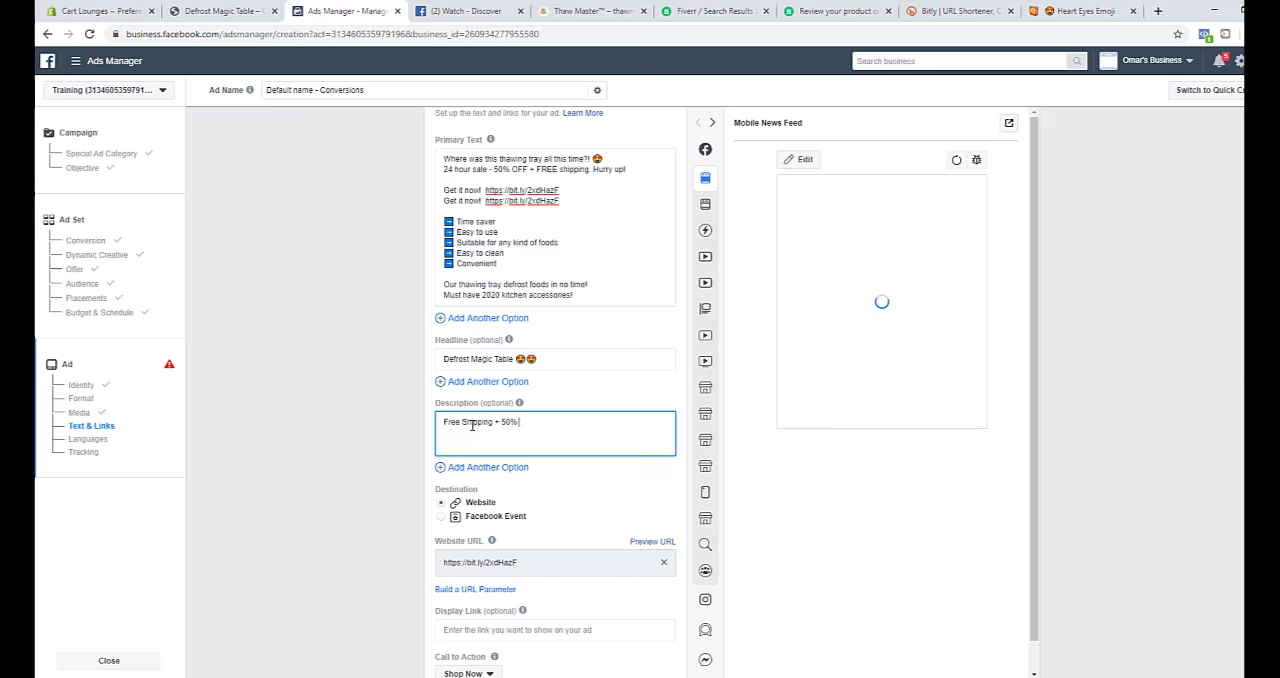 Cart Lounges ~ Prefere
Defrost Magic Table – C
Ads Manager - Manage
(2) Watch - Discover
Thaw Master™ – thawn
Fiverr / Search Results
Review your product o
Bitly | URL Shortener, C
Heart Eyes Emoji
business.facebook.com/adsmanager/creation?act=313460535979196&business_id=260934277955580
Ads Manager
Search business
Omar's Business
Training (3134605359791...
Ad Name
Default name - Conversions
Switch to Quick Cr
Campaign
Special Ad Category
Objective
Ad Set
Conversion
Dynamic Creative
Offer
Audience
Placements
Budget & Schedule
Ad
Identity
Format
Media
Text & Links
Languages
Tracking
Close
Set up the text and links for your ad. Learn More
Primary Text
Where was this thawing tray all this time?! 😍
24 hour sale - 50% OFF + FREE shipping. Hurry up!
Get it now! https://bit.ly/2xdHazF
Get it now! https://bit.ly/2xdHazF
➡ Time saver
➡ Easy to use
➡ Suitable for any kind of foods
➡ Easy to clean
➡ Convenient
Our thawing tray defrost foods in no time!
Must have 2020 kitchen accessories!
Add Another Option
Headline (optional)
Defrost Magic Table 😍😍
Add Another Option
Description (optional)
Free Shipping + 50%
Add Another Option
Destination
Website
Facebook Event
Website URL
Preview URL
https://bit.ly/2xdHazF
Build a URL Parameter
Display Link (optional)
Enter the link you want to show on your ad
Call to Action
Shop Now
Mobile News Feed
Edit